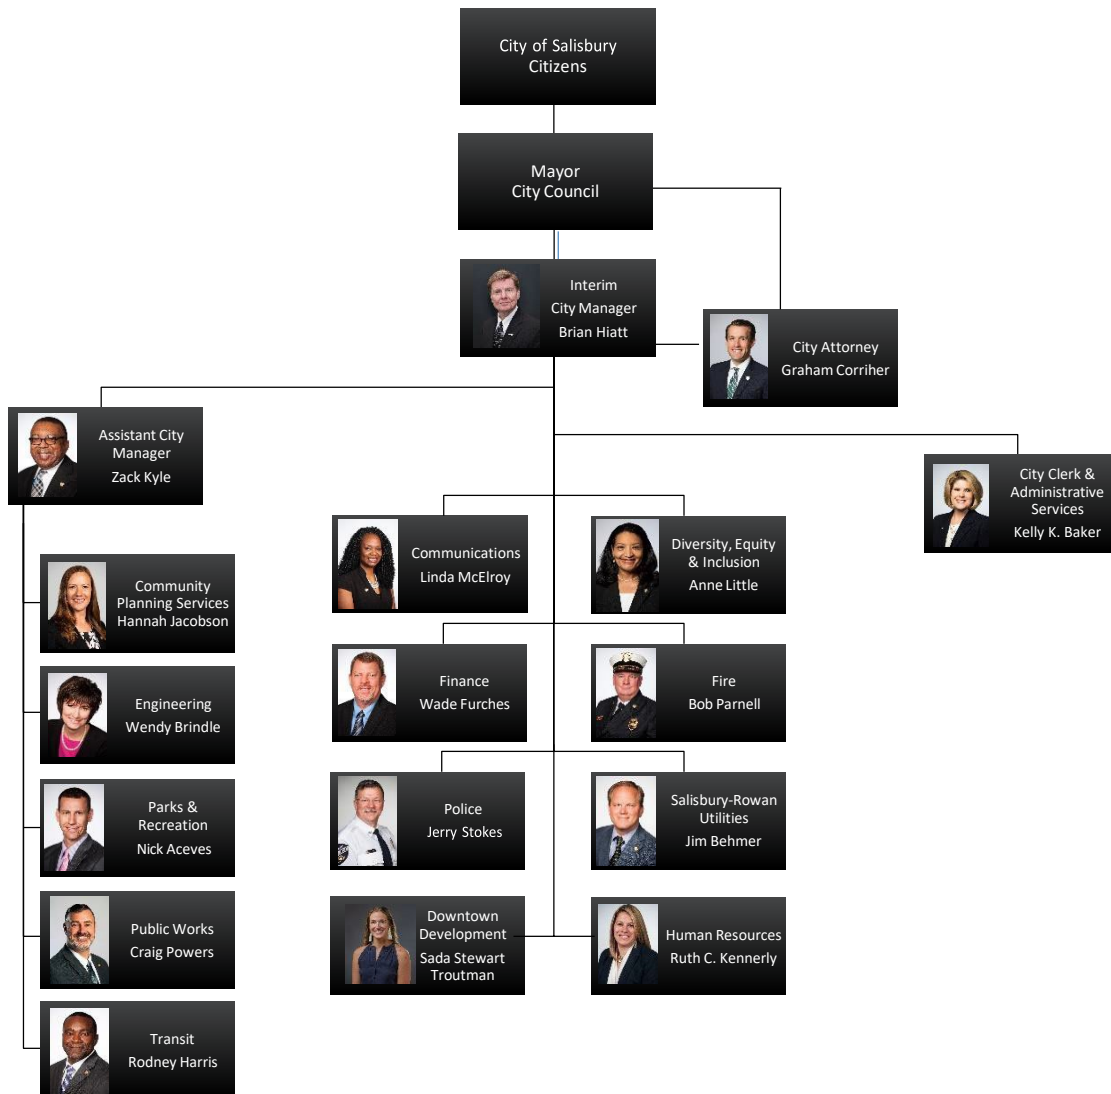 City of Salisbury
Citizens
Mayor
City Council
Interim
City Manager
Brian Hiatt
City Attorney
Graham Corriher
Assistant City
Manager
Zack Kyle
City Clerk &
Administrative
Services
Kelly K. Baker
Communications
Linda McElroy
Diversity, Equity
& Inclusion
Anne Little
Community
Planning Services
Hannah Jacobson
Finance
Wade Furches
Fire
Bob Parnell
Engineering
Wendy Brindle
Police
Jerry Stokes
Salisbury-Rowan
Utilities
Jim Behmer
Parks &
Recreation
Nick Aceves
Downtown
Development
Sada Stewart
Troutman
Human Resources
Ruth C. Kennerly
Public Works
Craig Powers
Transit
Rodney Harris